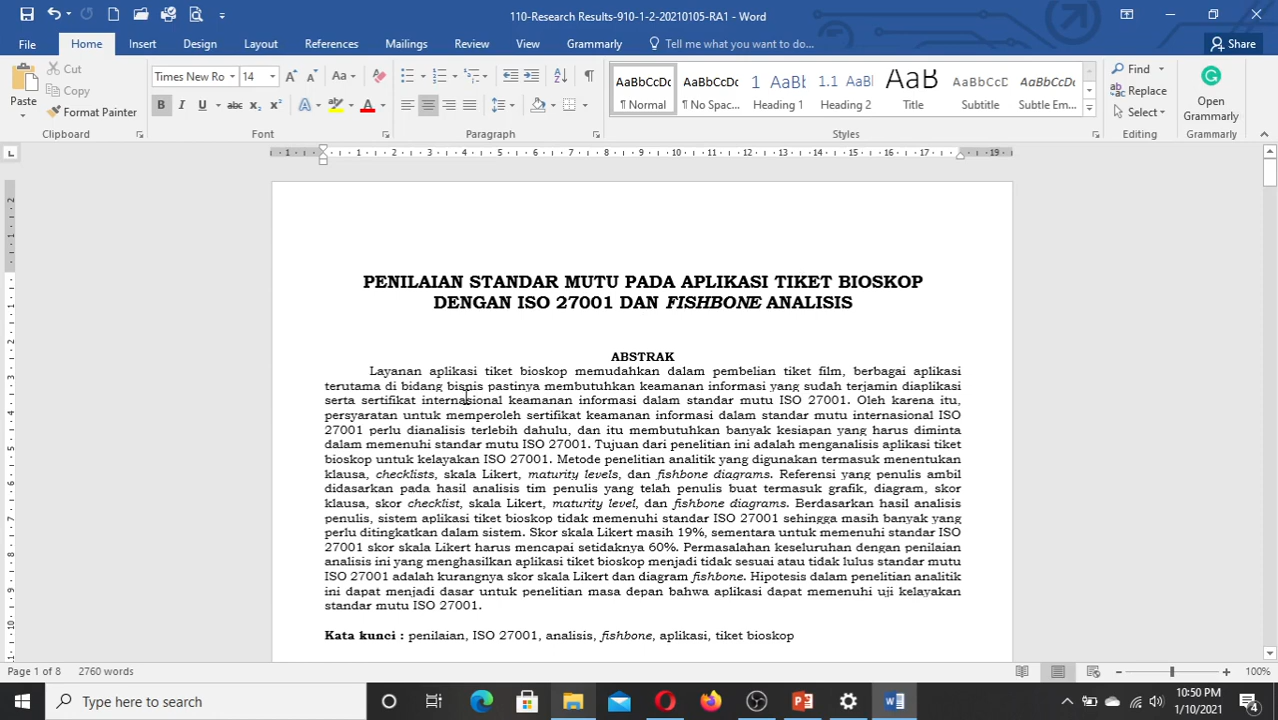 110-Research Results-910-1-2-20210105-RA1 - Word
File Home Insert Design Layout References Mailings Review View Grammarly Tell me what you want to do... Share
Paste
Cut
Copy
Format Painter
Clipboard
Times New Ro 14
Font
Paragraph
AaBbCcDc AaBbCcDc 1 AaBb 1.1 AaBb AaBb AaBbCcDc AaBbCcDc
¶ Normal ¶ No Spac... Heading 1 Heading 2 Title Subtitle Subtle Em...
Styles
Find
Replace
Select
Editing
Open
Grammarly
Grammarly
PENILAIAN STANDAR MUTU PADA APLIKASI TIKET BIOSKOP
DENGAN ISO 27001 DAN FISHBONE ANALISIS
ABSTRAK
Layanan aplikasi tiket bioskop memudahkan dalam pembelian tiket film, berbagai aplikasi
terutama di bidang bisnis pastinya membutuhkan keamanan informasi yang sudah terjamin diaplikasi
serta sertifikat internasional keamanan informasi dalam standar mutu ISO 27001. Oleh karena itu,
persyaratan untuk memperoleh sertifikat keamanan informasi dalam standar mutu internasional ISO
27001 perlu dianalisis terlebih dahulu, dan itu membutuhkan banyak kesiapan yang harus diminta
dalam memenuhi standar mutu ISO 27001. Tujuan dari penelitian ini adalah menganalisis aplikasi tiket
bioskop untuk kelayakan ISO 27001. Metode penelitian analitik yang digunakan termasuk menentukan
klausa, checklists, skala Likert, maturity levels, dan fishbone diagrams. Referensi yang penulis ambil
didasarkan pada hasil analisis tim penulis yang telah penulis buat termasuk grafik, diagram, skor
klausa, skor checklist, skala Likert, maturity level, dan fishbone diagrams. Berdasarkan hasil analisis
penulis, sistem aplikasi tiket bioskop tidak memenuhi standar ISO 27001 sehingga masih banyak yang
perlu ditingkatkan dalam sistem. Skor skala Likert masih 19%, sementara untuk memenuhi standar ISO
27001 skor skala Likert harus mencapai setidaknya 60%. Permasalahan keseluruhan dengan penilaian
analisis ini yang menghasilkan aplikasi tiket bioskop menjadi tidak sesuai atau tidak lulus standar mutu
ISO 27001 adalah kurangnya skor skala Likert dan diagram fishbone. Hipotesis dalam penelitian analitik
ini dapat menjadi dasar untuk penelitian masa depan bahwa aplikasi dapat memenuhi uji kelayakan
standar mutu ISO 27001.
Kata kunci : penilaian, ISO 27001, analisis, fishbone, aplikasi, tiket bioskop
Page 1 of 8 2760 words 100%
Type here to search
10:50 PM
1/10/2021
4